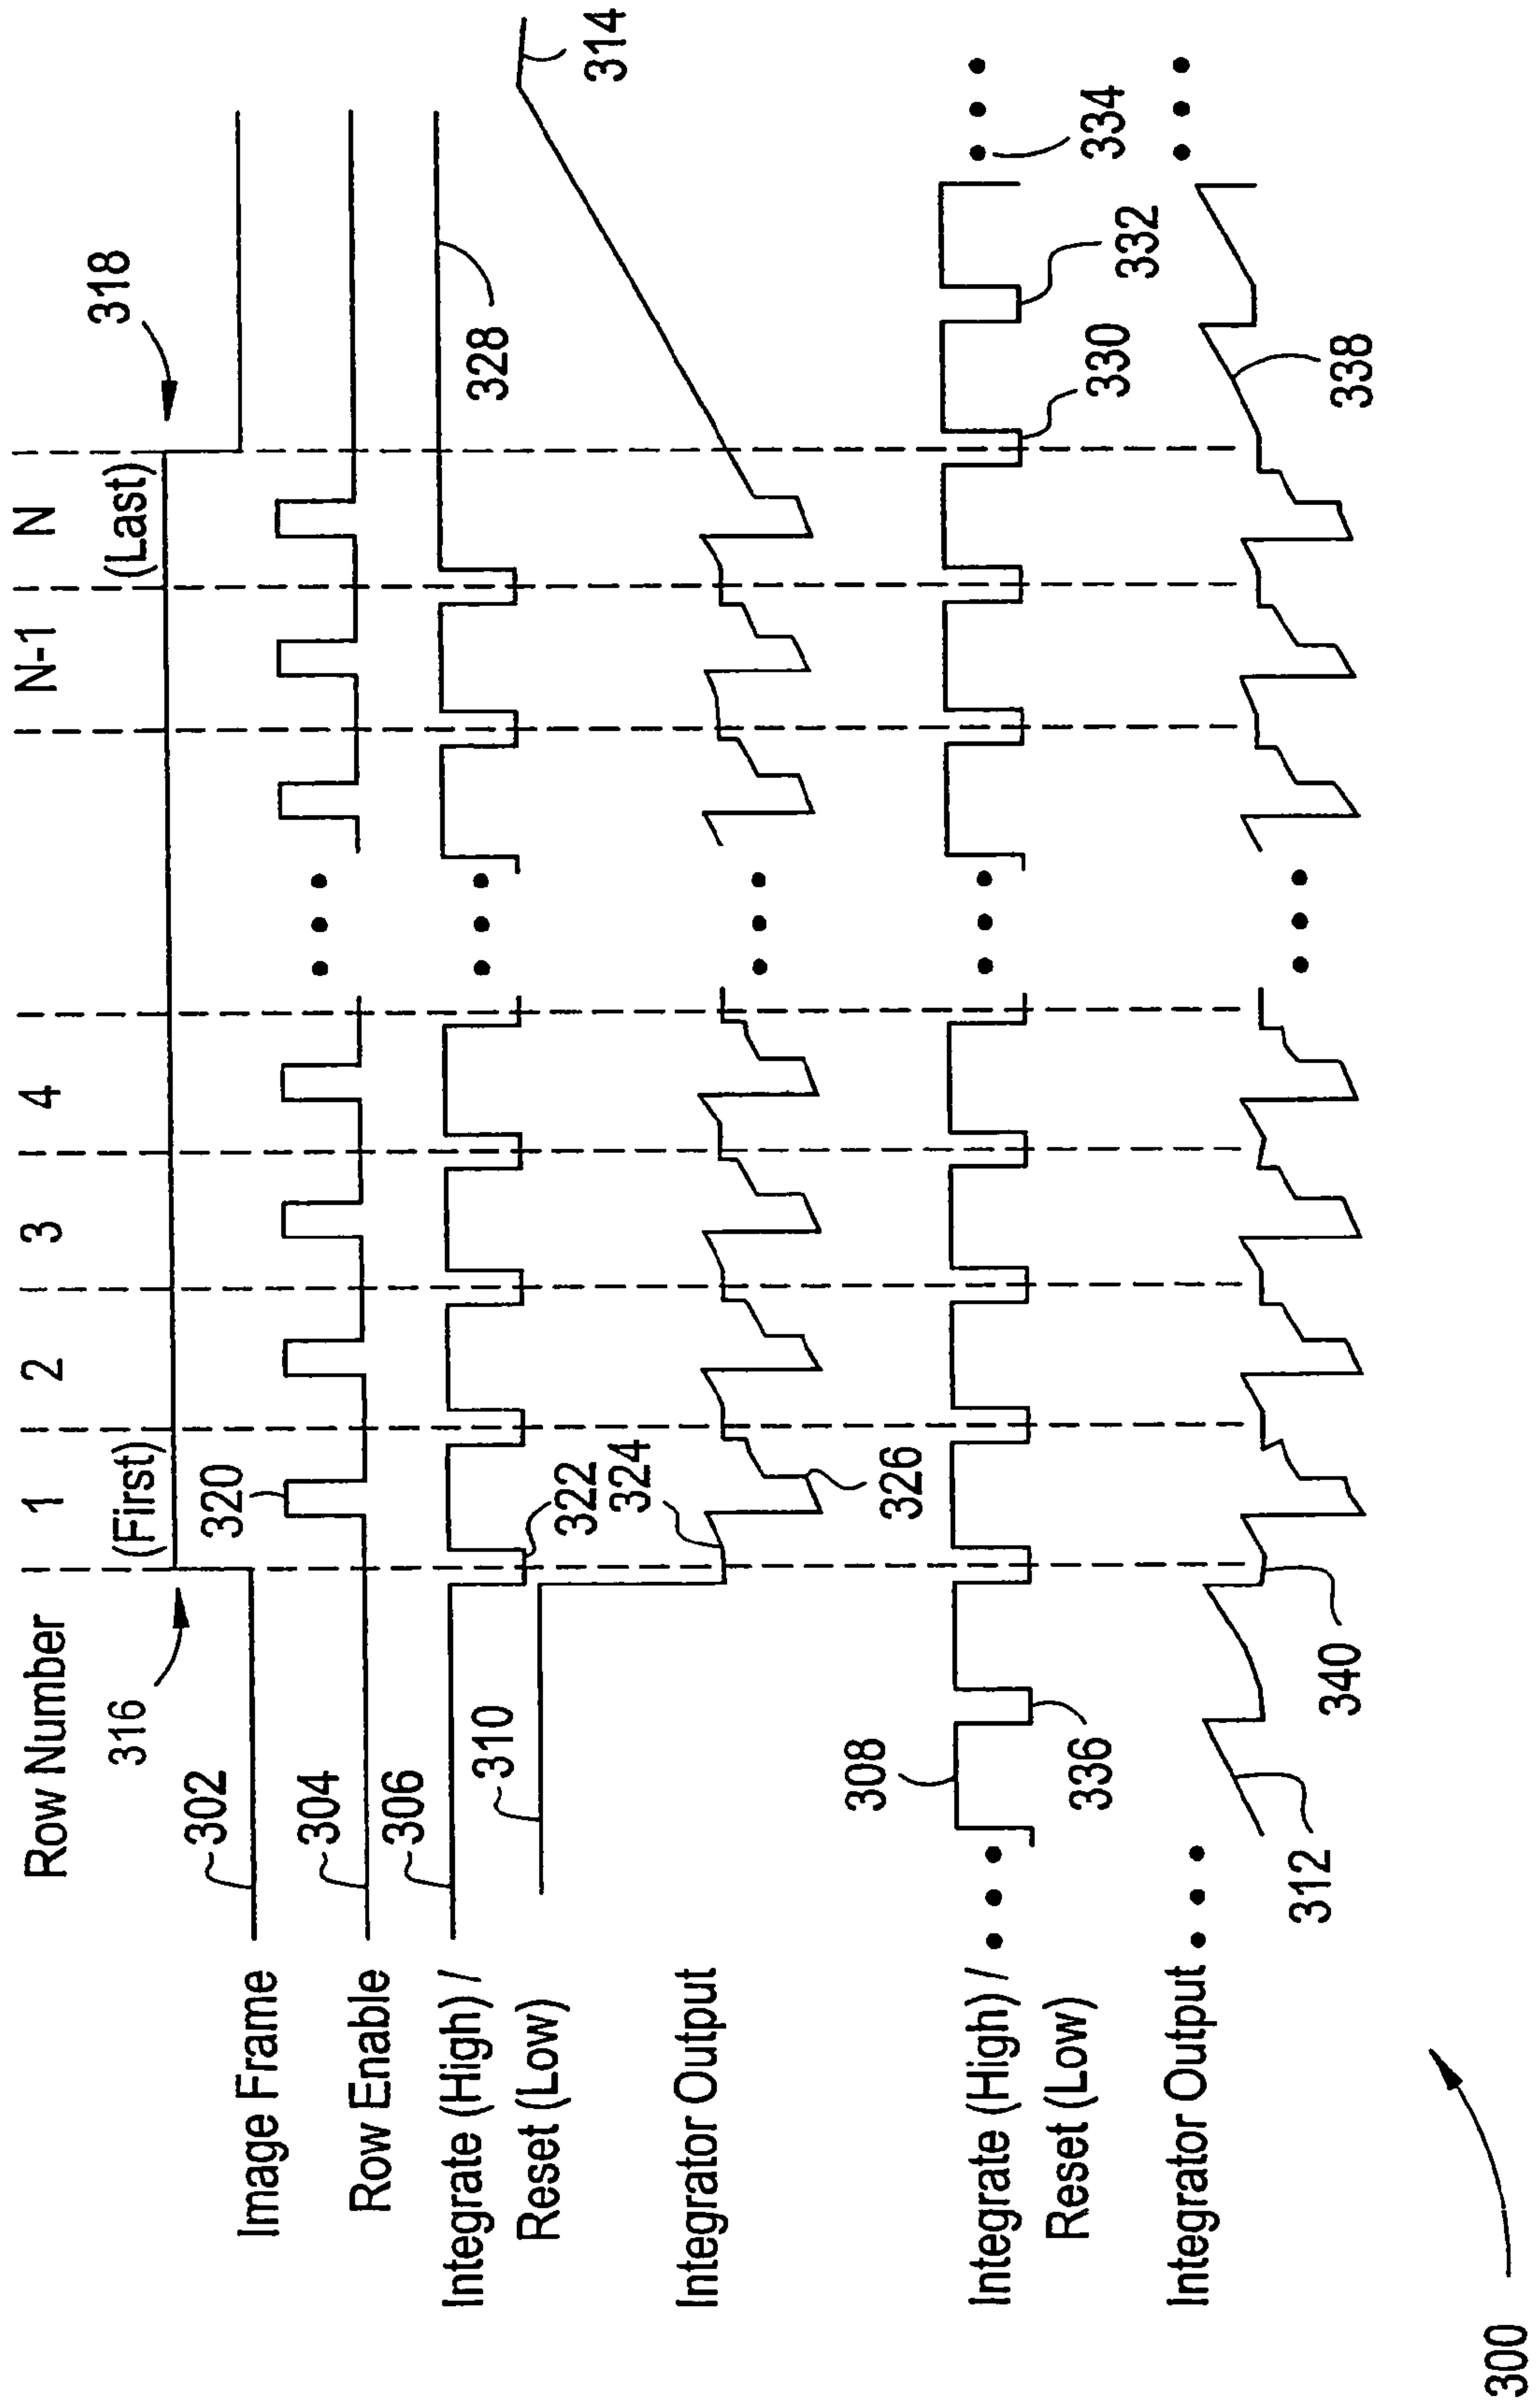 Row Number 1 2 3 4 N-1 N
(First) (Last)
316
318
302
Image Frame
320
304
Row Enable
306
Integrate (High) /
Reset (Low)
328
322
310
314
324
Integrator Output
326
308
Integrate (High) /
Reset (Low)
336
330
332
334
Integrator Output
312
340
338
300